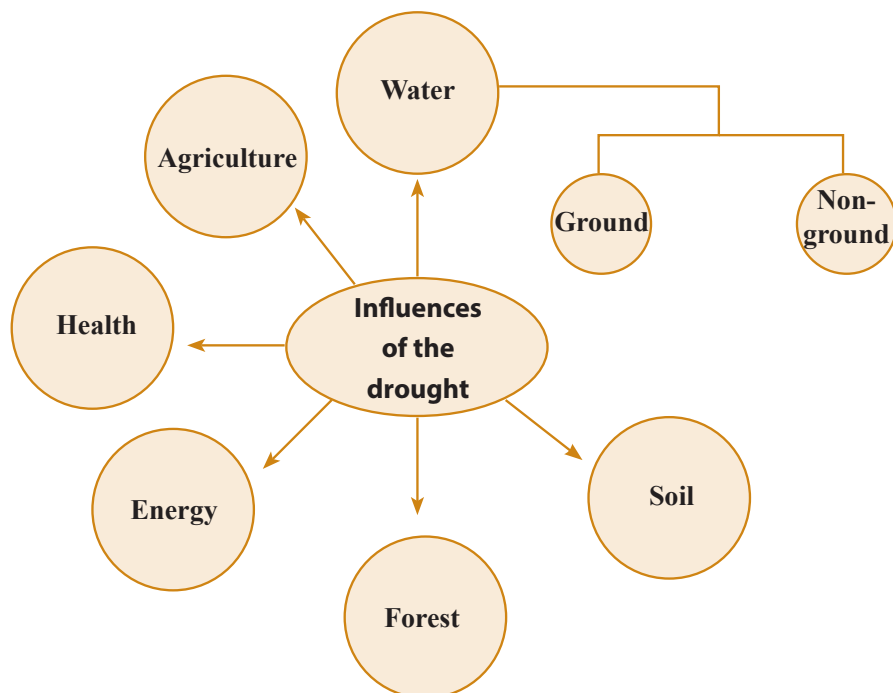 Water
Agriculture
Ground
Non-
ground
Influences
of the
drought
Health
Energy
Soil
Forest